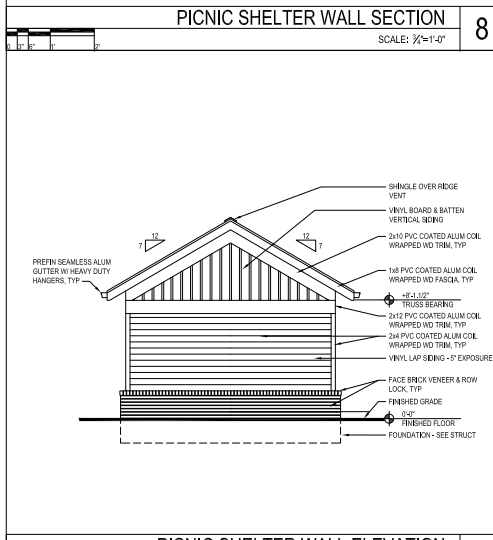 PICNIC SHELTER WALL SECTION
8
SCALE: ¾"=1'-0"
0 3" 6" 1' 2'
SHINGLE OVER RIDGE
VENT
VINYL BOARD & BATTEN
VERTICAL SIDING
12
7
12
7
2x10 PVC COATED ALUM COIL
WRAPPED WD TRIM, TYP
PREFIN SEAMLESS ALUM
GUTTER W/ HEAVY DUTY
HANGERS, TYP
1x8 PVC COATED ALUM COIL
WRAPPED WD FASCIA, TYP
+8'-1 1/2"
TRUSS BEARING
2x12 PVC COATED ALUM COIL
WRAPPED WD TRIM, TYP
2x4 PVC COATED ALUM COIL
WRAPPED WD TRIM, TYP
VINYL LAP SIDING - 5" EXPOSURE
FACE BRICK VENEER & ROW
LOCK, TYP
FINISHED GRADE
0'-0"
FINISHED FLOOR
FOUNDATION - SEE STRUCT
PICNIC SHELTER WALL ELEVATION